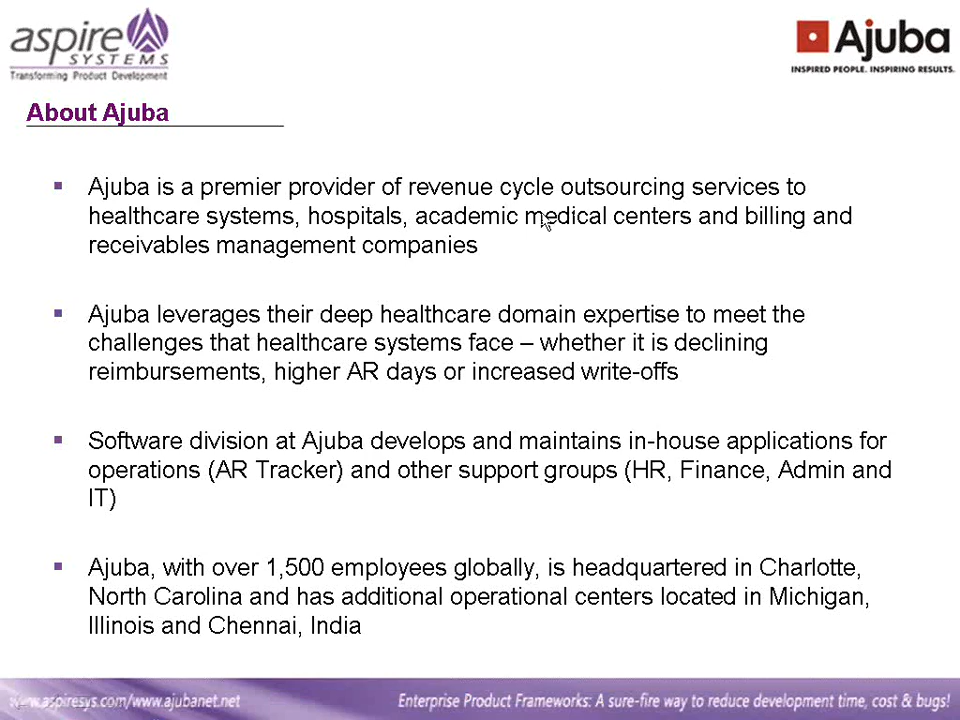 aspire
SYSTEMS
Transforming Product Development
Ajuba
INSPIRED PEOPLE. INSPIRING RESULTS.
About Ajuba
Ajuba is a premier provider of revenue cycle outsourcing services to
healthcare systems, hospitals, academic medical centers and billing and
receivables management companies
Ajuba leverages their deep healthcare domain expertise to meet the
challenges that healthcare systems face – whether it is declining
reimbursements, higher AR days or increased write-offs
Software division at Ajuba develops and maintains in-house applications for
operations (AR Tracker) and other support groups (HR, Finance, Admin and
IT)
Ajuba, with over 1,500 employees globally, is headquartered in Charlotte,
North Carolina and has additional operational centers located in Michigan,
Illinois and Chennai, India
www.aspiresys.com/www.ajubanet.net
Enterprise Product Frameworks: A sure-fire way to reduce development time, cost & bugs!